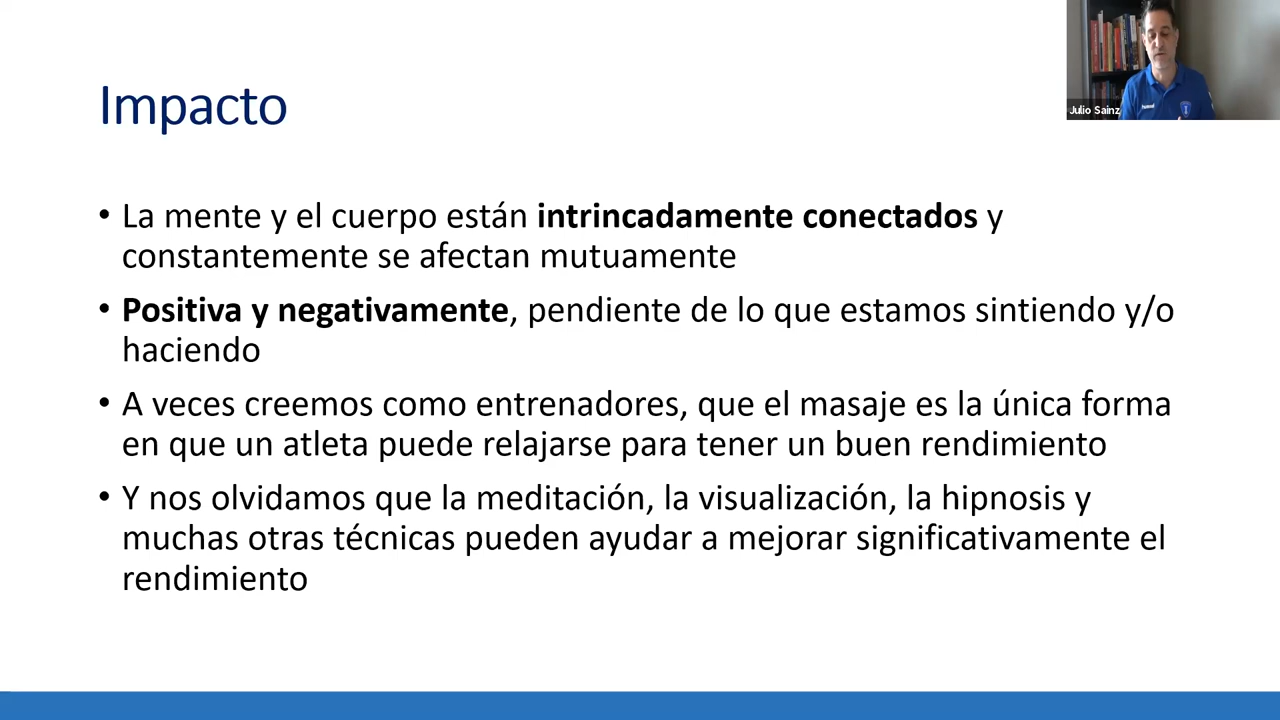 Impacto
Julio Sainz
• La mente y el cuerpo están intrincadamente conectados y
constantemente se afectan mutuamente
• Positiva y negativamente, pendiente de lo que estamos sintiendo y/o
haciendo
• A veces creemos como entrenadores, que el masaje es la única forma
en que un atleta puede relajarse para tener un buen rendimiento
• Y nos olvidamos que la meditación, la visualización, la hipnosis y
muchas otras técnicas pueden ayudar a mejorar significativamente el
rendimiento